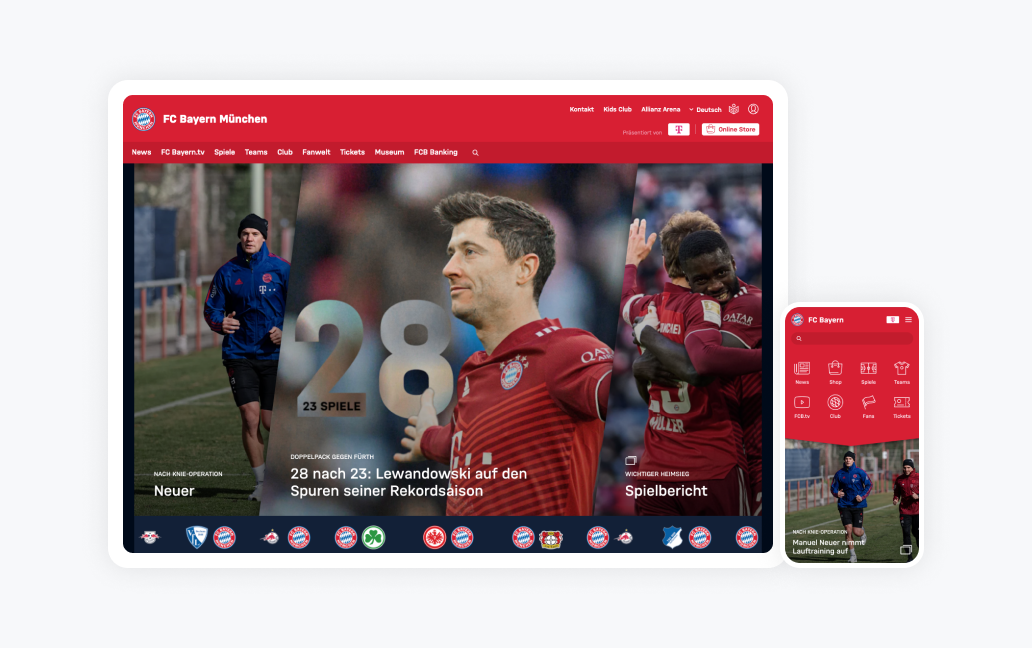 FC Bayern München
Kontakt
Kids Club
Allianz Arena
Deutsch
Präsentiert von
T
Online Store
News
FC Bayern.tv
Spiele
Teams
Club
Fanwelt
Tickets
Museum
FCB Banking
28
23 SPIELE
NACH KNIE-OPERATION
Neuer
DOPPELPACK GEGEN FÜRTH
28 nach 23: Lewandowski auf den
Spuren seiner Rekordsaison
WICHTIGER HEIMSIEG
Spielbericht
QATAR
QATAR
MÜLLER
FC Bayern
News
Shop
Spiele
Teams
FCB.tv
Club
Fans
Tickets
NACH KNIE-OPERATION
Manuel Neuer nimmt
Lauftraining auf